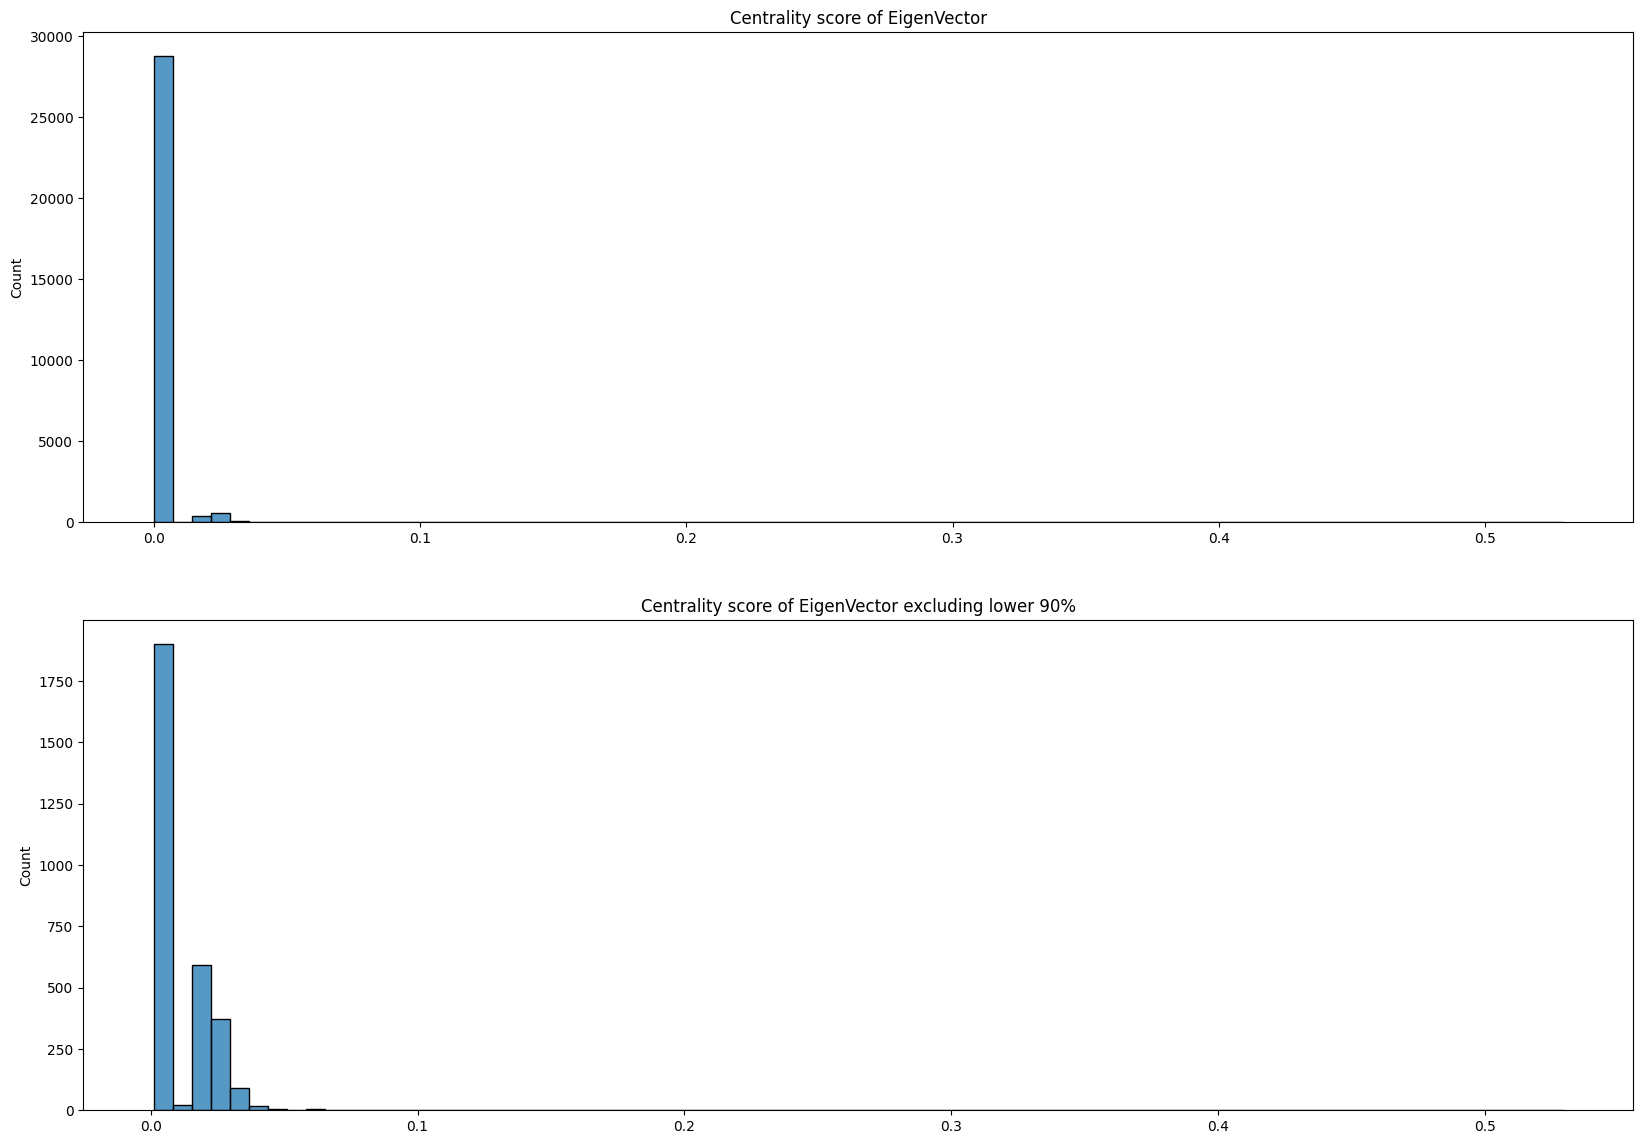 Centrality score of EigenVector
30000
25000
20000
15000
10000
5000
0
Count
0.0 0.1 0.2 0.3 0.4 0.5
Centrality score of EigenVector excluding lower 90%
1750
1500
1250
1000
750
500
250
0
Count
0.0 0.1 0.2 0.3 0.4 0.5